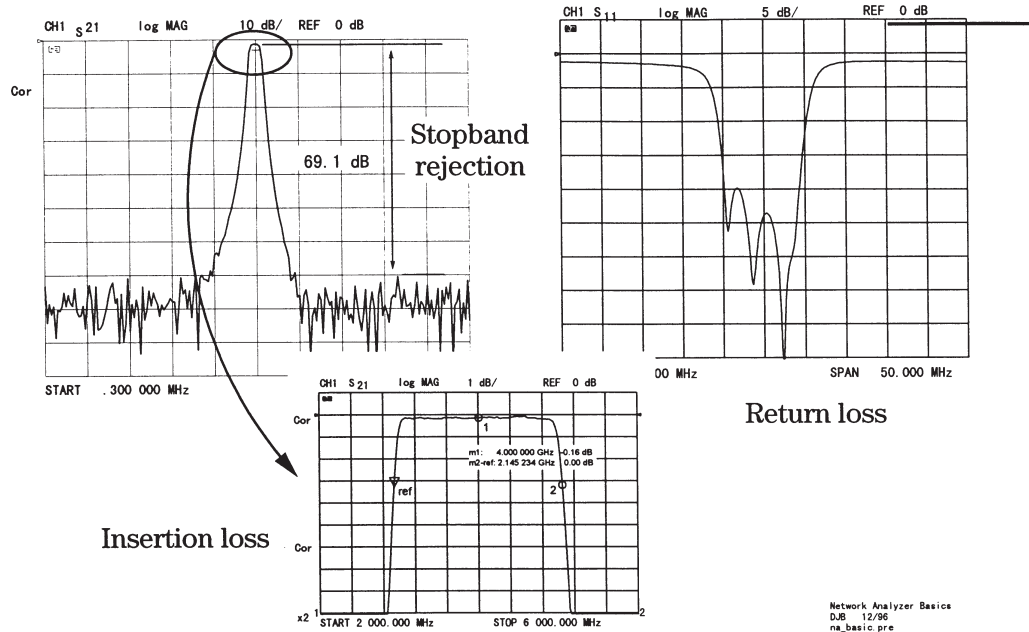 CH1 S21 log MAG 10 dB/ REF 0 dB
Cor
Stopband
rejection
69.1 dB
START .300 000 MHz
CH1 S11 log MAG 5 dB/ REF 0 dB
00 MHz SPAN 50.000 MHz
Return loss
CH1 S21 log MAG 1 dB/ REF 0 dB
Cor
1
m1: 4.000 000 GHz -0.16 dB
m2-ref: 2.145 234 GHz 0.00 dB
ref
2
Insertion loss
Cor
x2 1
2
START 2 000.000 MHz STOP 6 000.000 MHz
Network Analyzer Basics
DJB 12/96
na_basic.pre